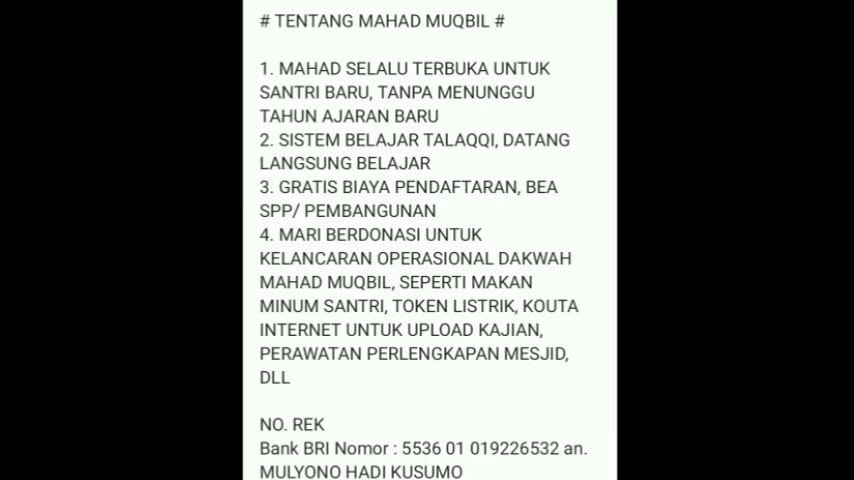 # TENTANG MAHAD MUQBIL #
1. MAHAD SELALU TERBUKA UNTUK
SANTRI BARU, TANPA MENUNGGU
TAHUN AJARAN BARU
2. SISTEM BELAJAR TALAQQI, DATANG
LANGSUNG BELAJAR
3. GRATIS BIAYA PENDAFTARAN, BEA
SPP/ PEMBANGUNAN
4. MARI BERDONASI UNTUK
KELANCARAN OPERASIONAL DAKWAH
MAHAD MUQBIL, SEPERTI MAKAN
MINUM SANTRI, TOKEN LISTRIK, KOUTA
INTERNET UNTUK UPLOAD KAJIAN,
PERAWATAN PERLENGKAPAN MESJID,
DLL
NO. REK
Bank BRI Nomor : 5536 01 019226532 an.
MULYONO HADI KUSUMO